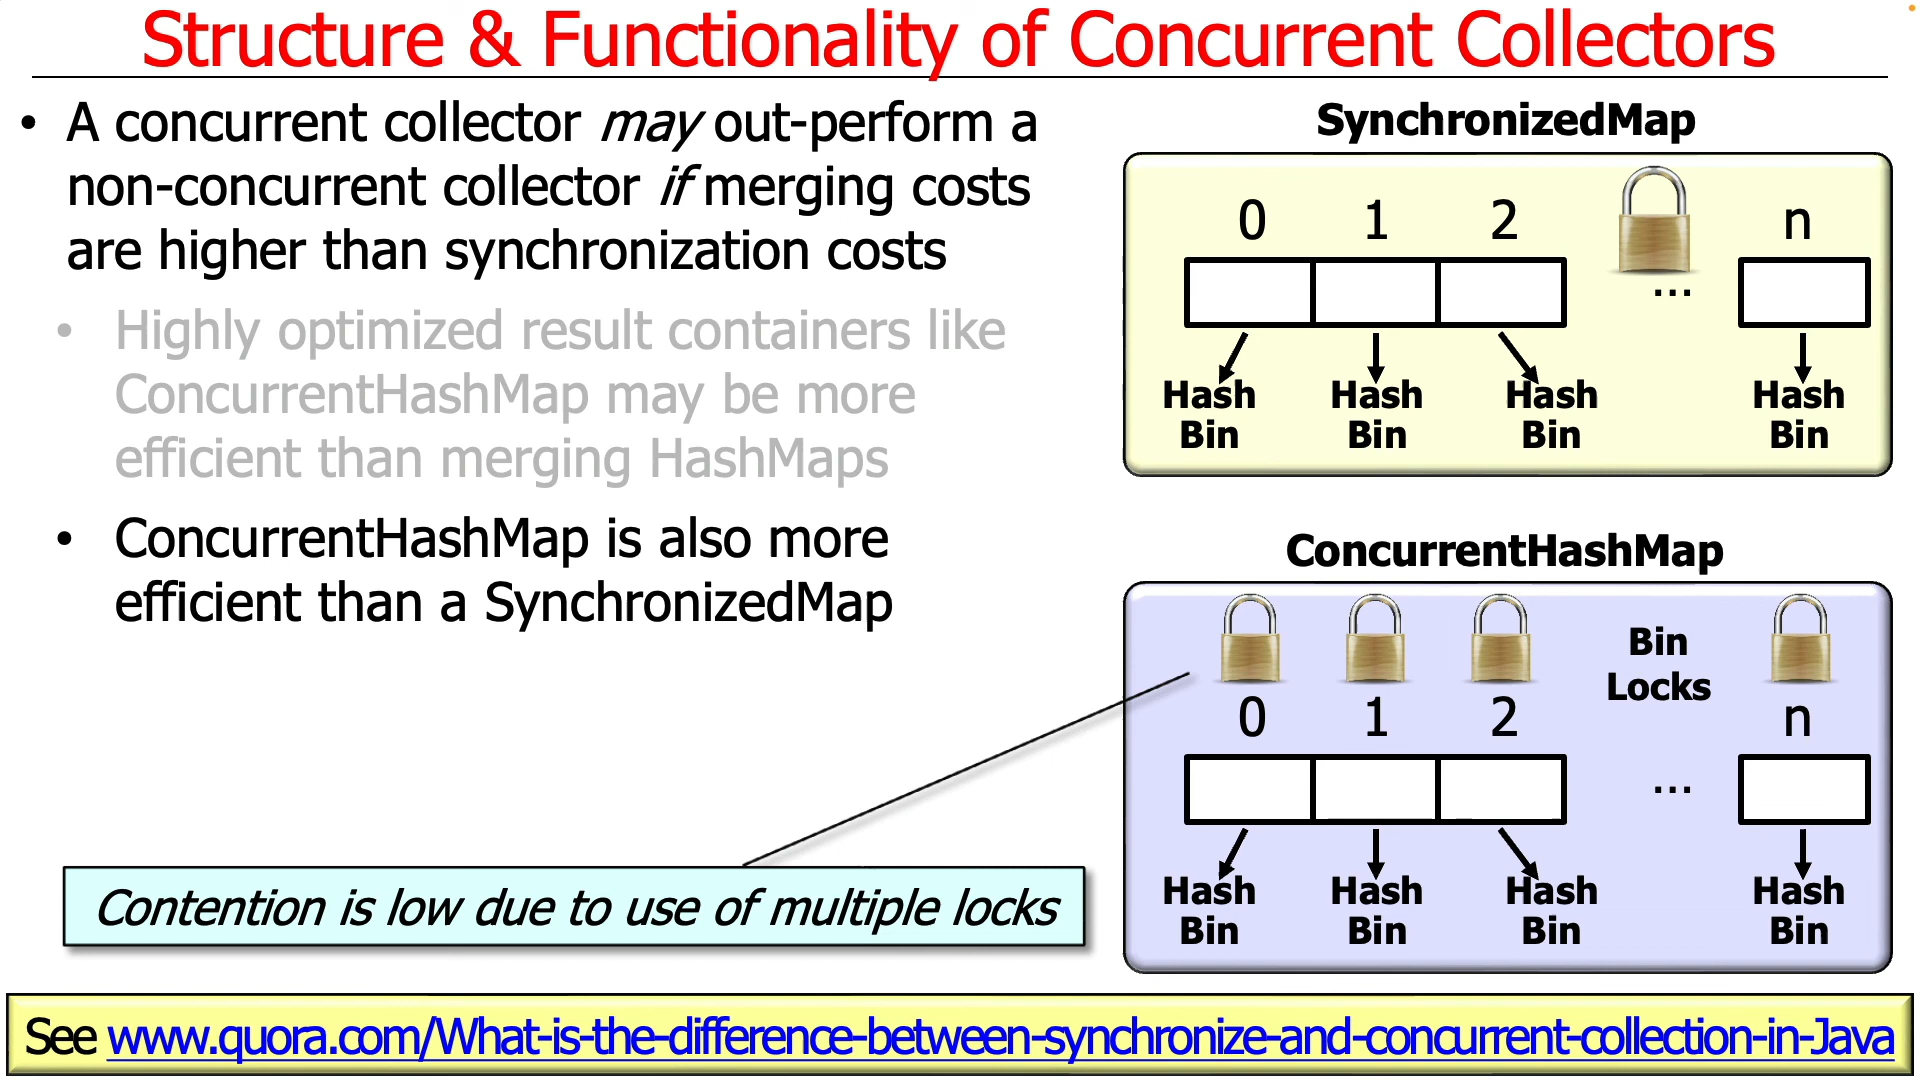 Structure & Functionality of Concurrent Collectors
• A concurrent collector may out-perform a
non-concurrent collector if merging costs
are higher than synchronization costs
• Highly optimized result containers like
ConcurrentHashMap may be more
efficient than merging HashMaps
• ConcurrentHashMap is also more
efficient than a SynchronizedMap
Contention is low due to use of multiple locks
SynchronizedMap
0 1 2 n
...
Hash Hash Hash Hash
Bin Bin Bin Bin
ConcurrentHashMap
Bin
Locks
0 1 2 n
...
Hash Hash Hash Hash
Bin Bin Bin Bin
See www.quora.com/What-is-the-difference-between-synchronize-and-concurrent-collection-in-Java